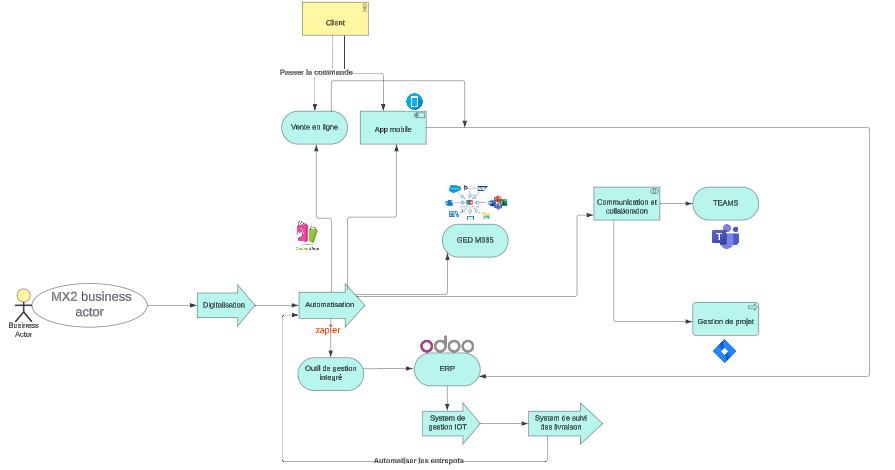 Client
Passer la commande
Vente en ligne
App mobile
Communication et
collaboration
TEAMS
GED M365
MX2 business
actor
Business
Actor
Digitalisation
Automatisation
zapier
Gestion de projet
odoo
Outil de gestion
integré
ERP
System de
gestion IOT
System de suivi
des livraison
Automatiser les entrepots